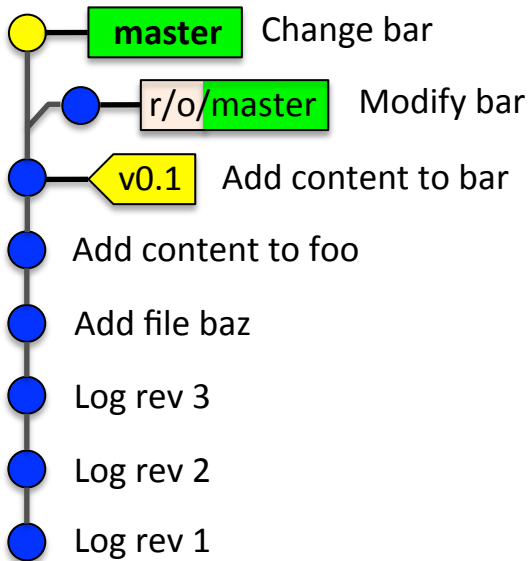 master Change bar
r/o/master Modify bar
v0.1 Add content to bar
Add content to foo
Add file baz
Log rev 3
Log rev 2
Log rev 1